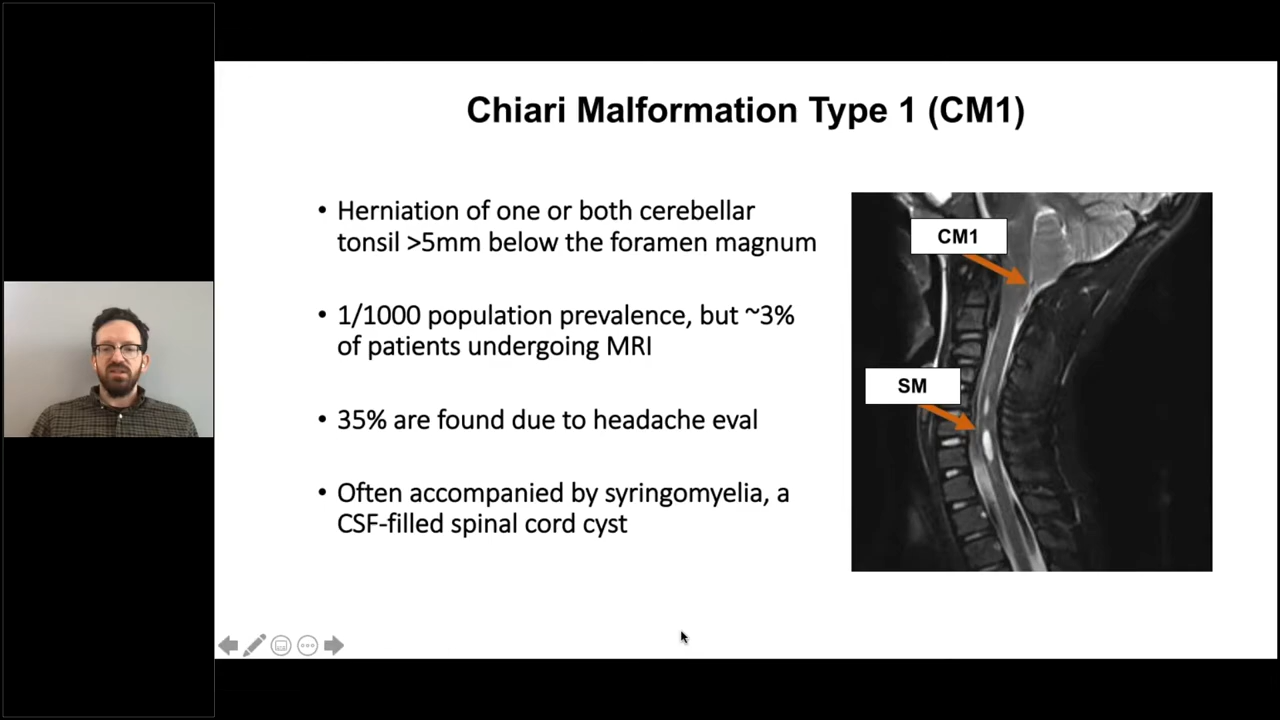 Chiari Malformation Type 1 (CM1)
• Herniation of one or both cerebellar
tonsil >5mm below the foramen magnum
• 1/1000 population prevalence, but ~3%
of patients undergoing MRI
• 35% are found due to headache eval
• Often accompanied by syringomyelia, a
CSF-filled spinal cord cyst
CM1
SM